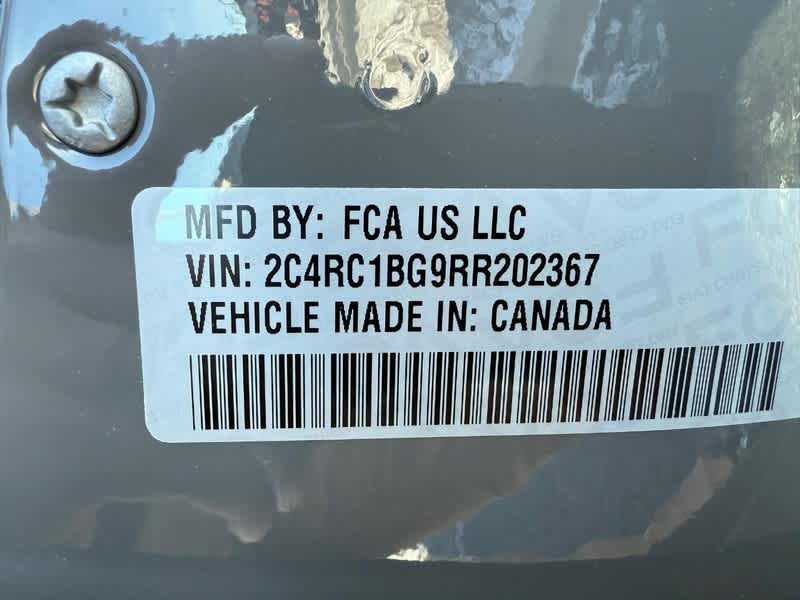 MFD BY: FCA US LLC
VIN: 2C4RC1BG9RR202367
VEHICLE MADE IN: CANADA